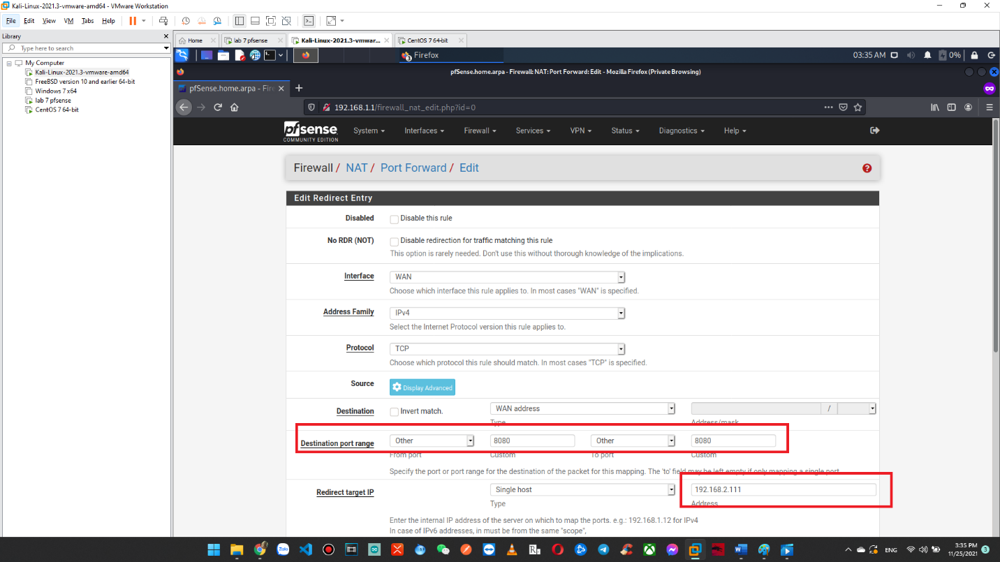 Kali-Linux-2021.3-vmware-amd64 - VMware Workstation
File Edit View VM Tabs Help
Library
Type here to search
My Computer
Kali-Linux-2021.3-vmware-amd64
FreeBSD version 10 and earlier 64-bit
Windows 7 x64
lab 7 pfsense
CentOS 7 64-bit
Home lab 7 pfsense Kali-Linux-2021.3-vmwar... CentOS 7 64-bit
3 Firefox 03:35 AM 0%
pfSense.home.arpa - Firewall: NAT: Port Forward: Edit - Mozilla Firefox (Private Browsing)
pfSense.home.arpa - Fire
192.168.1.1/firewall_nat_edit.php?id=0
pfsense
COMMUNITY EDITION
System Interfaces Firewall Services VPN Status Diagnostics Help
Firewall / NAT / Port Forward / Edit
Edit Redirect Entry
Disabled Disable this rule
No RDR (NOT) Disable redirection for traffic matching this rule
This option is rarely needed. Don't use this without thorough knowledge of the implications.
Interface WAN
Choose which interface this rule applies to. In most cases "WAN" is specified.
Address Family IPv4
Select the Internet Protocol version this rule applies to.
Protocol TCP
Choose which protocol this rule should match. In most cases "TCP" is specified.
Source Display Advanced
Destination Invert match. WAN address /
Type Address/mask
Destination port range Other 8080 Other 8080
From port Custom To port Custom
Specify the port or port range for the destination of the packet for this mapping. The 'to' field may be left empty if only mapping a single port.
Redirect target IP Single host 192.168.2.111
Type Address
Enter the internal IP address of the server on which to map the ports. e.g.: 192.168.1.12 for IPv4
In case of IPv6 addresses, in must be from the same "scope",
Zalo ENG 3:35 PM 3
11/25/2021